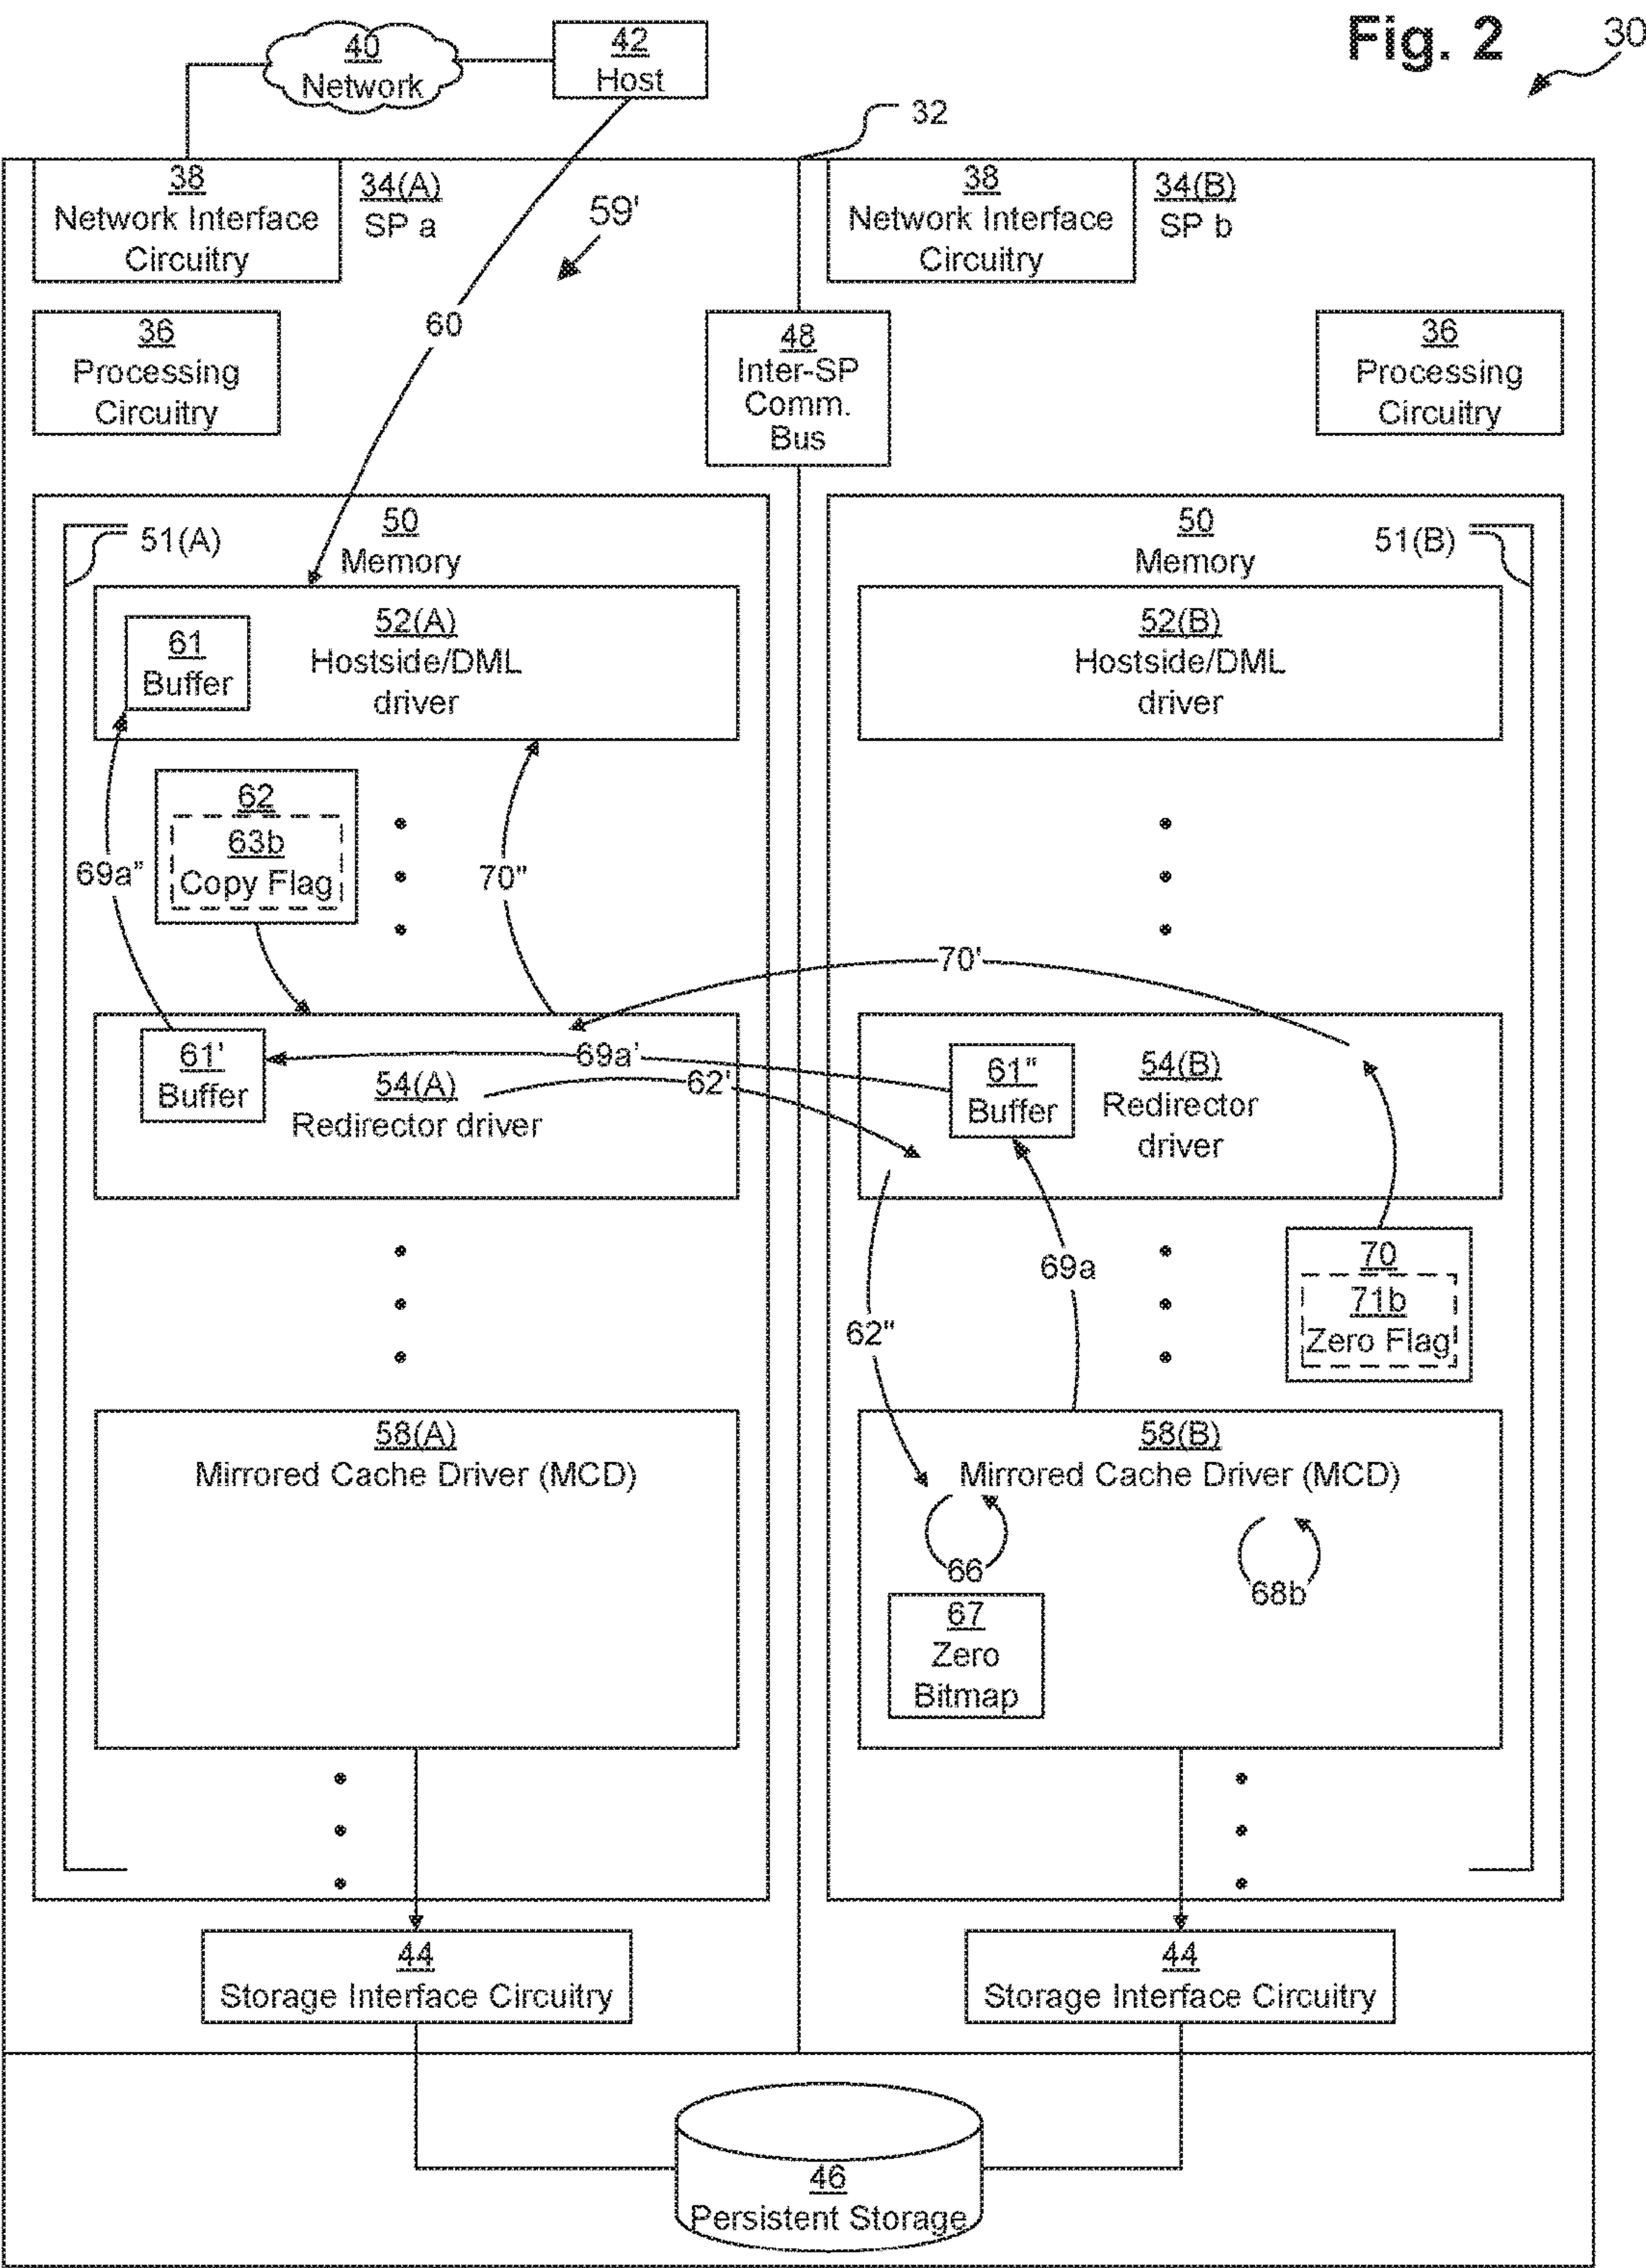 Fig. 2
30
40
Network
42
Host
32
38
Network Interface
Circuitry
34(A)
SP a
59'
38
Network Interface
Circuitry
34(B)
SP b
60
36
Processing
Circuitry
48
Inter-SP
Comm.
Bus
36
Processing
Circuitry
51(A)
50
Memory
50
Memory
51(B)
61
Buffer
52(A)
Hostside/DML
driver
52(B)
Hostside/DML
driver
62
63b
Copy Flag
69a"
70"
70'
61'
Buffer
69a'
62'
54(A)
Redirector driver
61"
Buffer
54(B)
Redirector
driver
69a
62"
70
71b
Zero Flag
58(A)
Mirrored Cache Driver (MCD)
58(B)
Mirrored Cache Driver (MCD)
66
68b
67
Zero
Bitmap
44
Storage Interface Circuitry
44
Storage Interface Circuitry
46
Persistent Storage